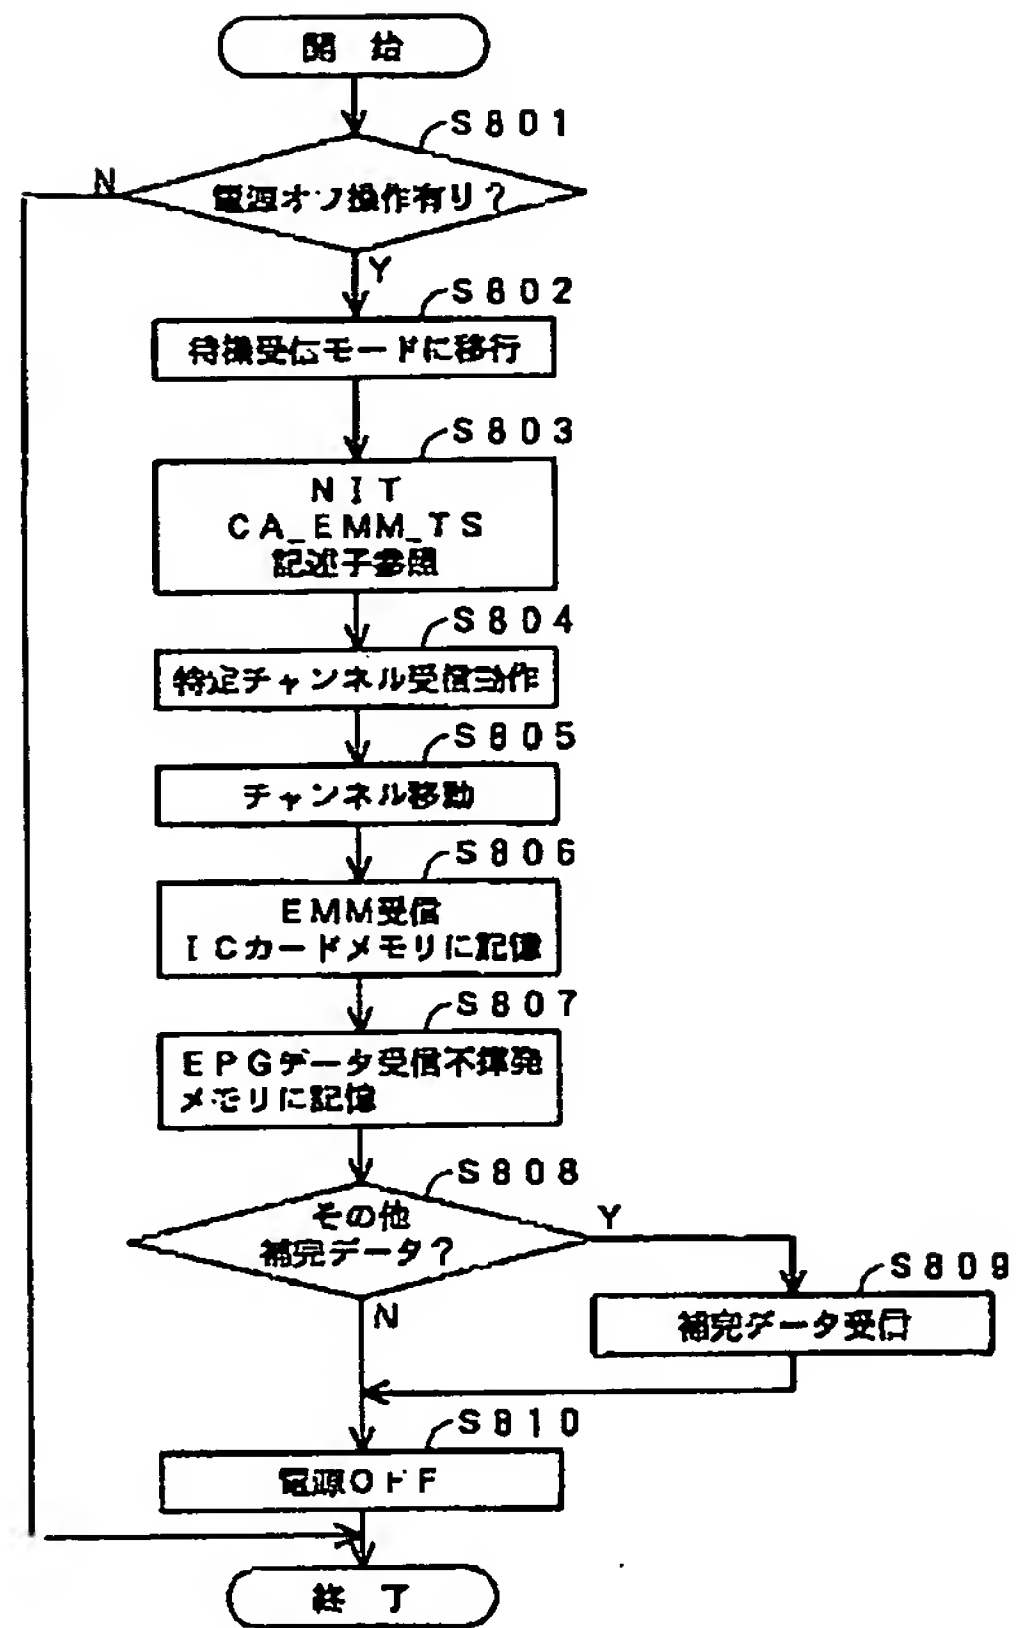 開 始
S801
N
電源オフ操作有り?
Y
S802
待機受信モードに移行
S803
NIT
CA_EMM_TS
記述子参照
S804
特定チャンネル受信動作
S805
チャンネル移動
S806
EMM受信
ICカードメモリに記憶
S807
EPGデータ受信不揮発
メモリに記憶
S808
その他
補完データ?
Y
S809
補完データ受信
N
S810
電源OFF
終 了